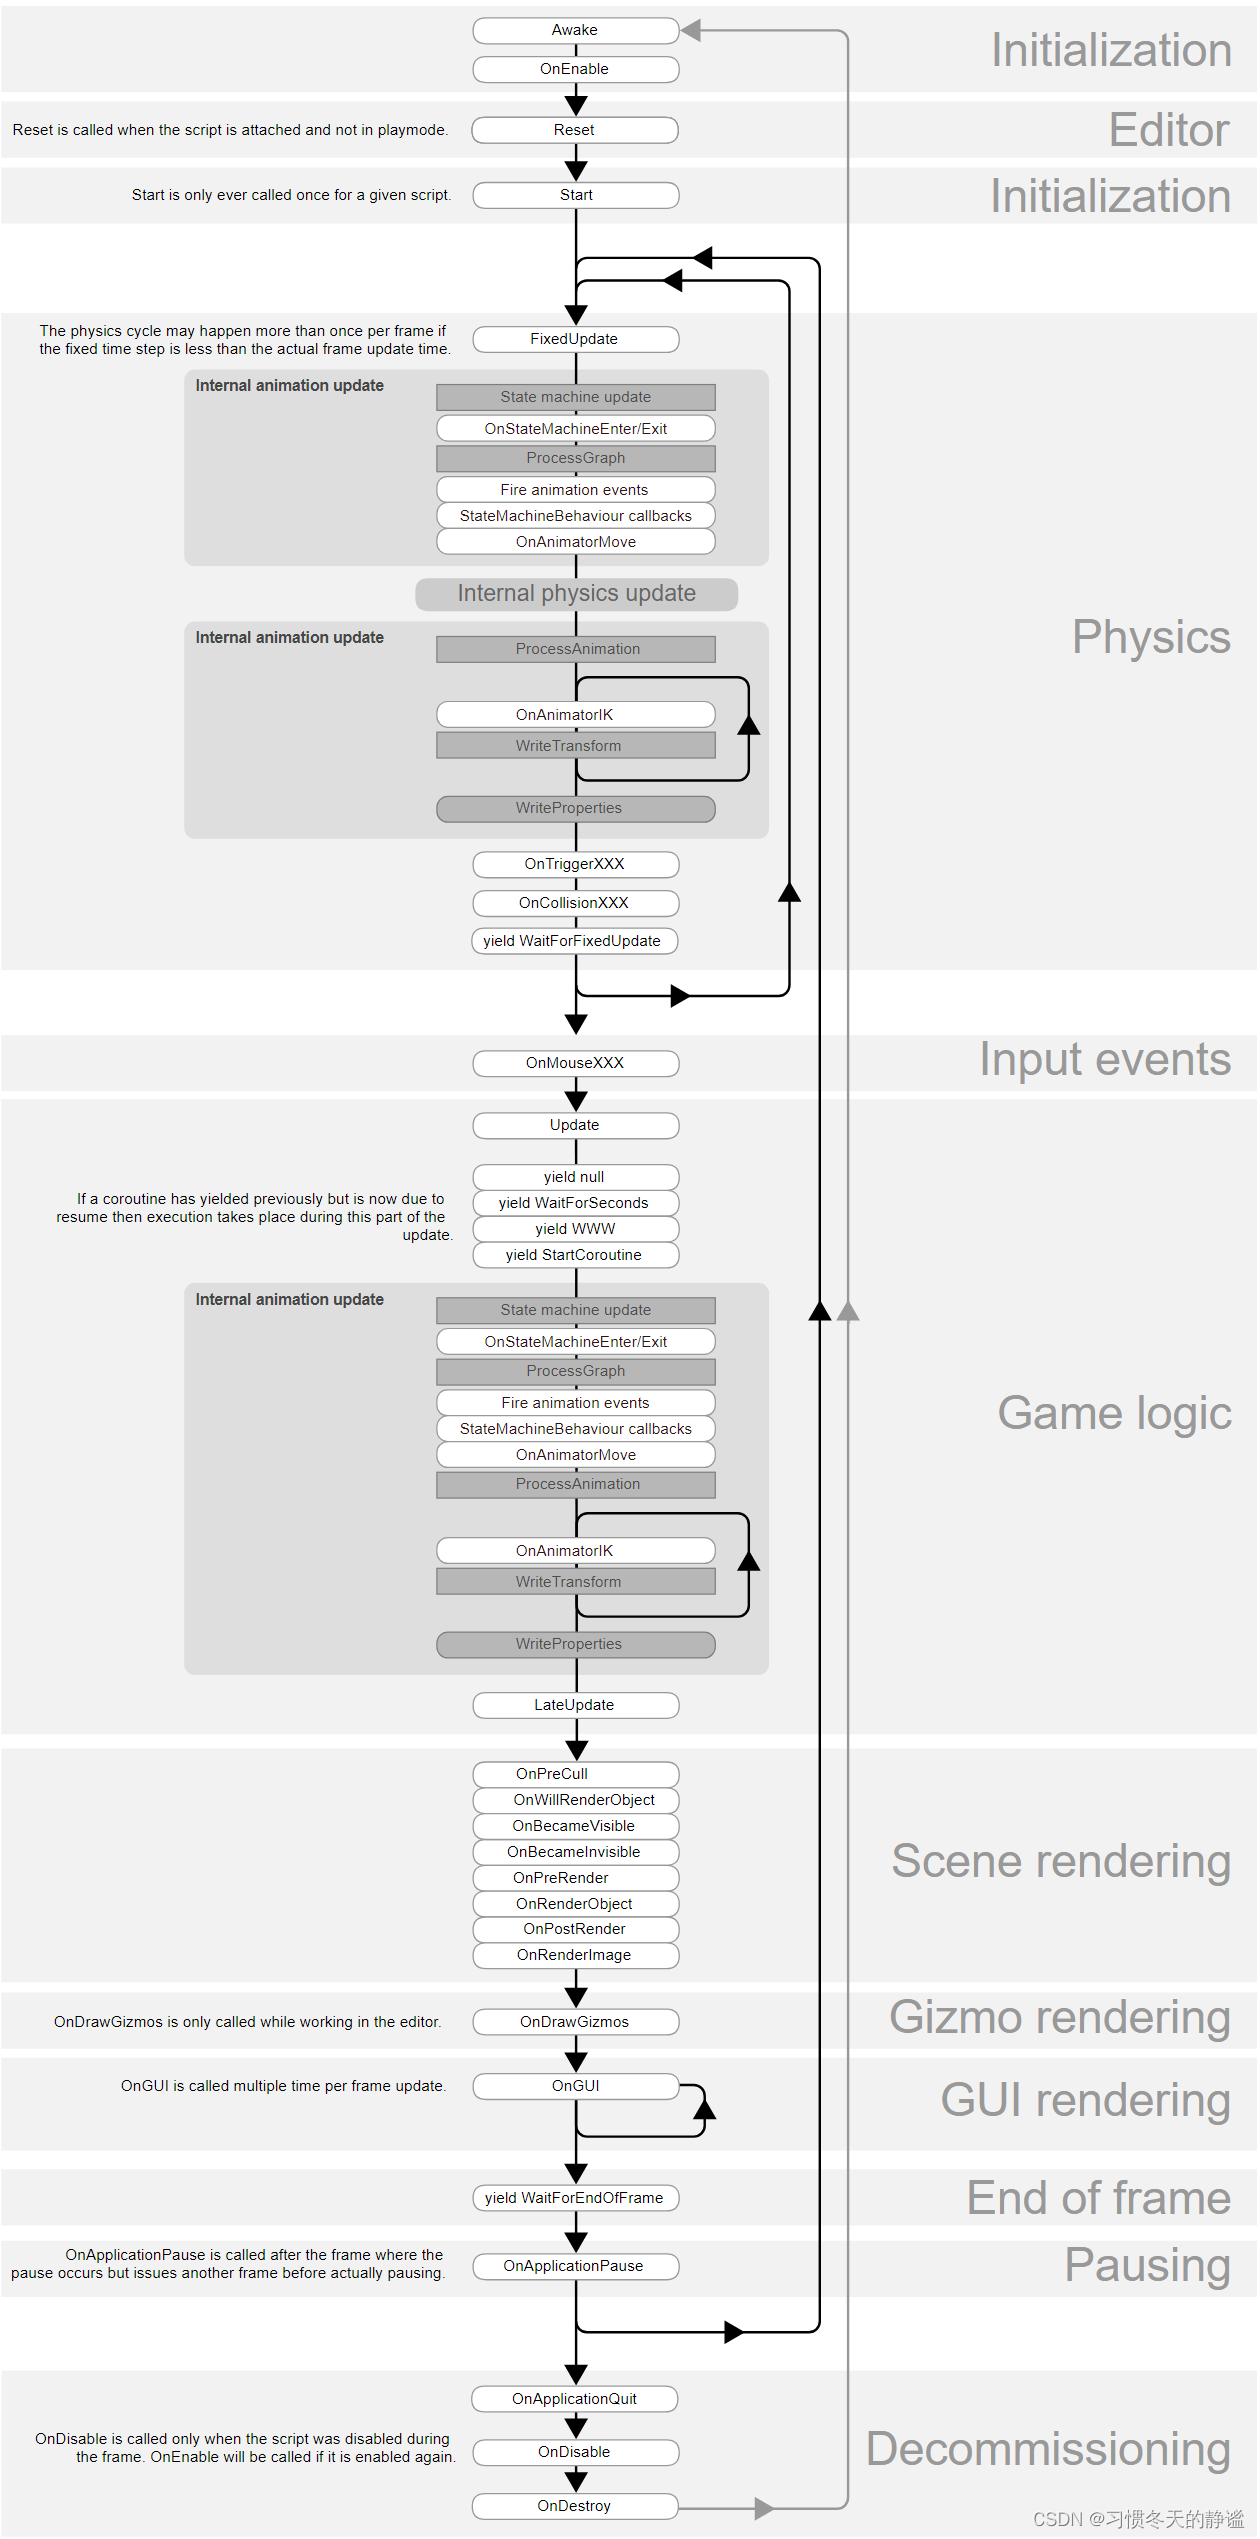 Awake
Initialization
OnEnable
Editor
Reset is called when the script is attached and not in playmode.
Reset
Initialization
Start is only ever called once for a given script.
Start
The physics cycle may happen more than once per frame if
the fixed time step is less than the actual frame update time.
FixedUpdate
Internal animation update
State machine update
OnStateMachineEnter/Exit
ProcessGraph
Fire animation events
StateMachineBehaviour callbacks
OnAnimatorMove
Internal physics update
Physics
Internal animation update
ProcessAnimation
OnAnimatorIK
WriteTransform
WriteProperties
OnTriggerXXX
OnCollisionXXX
yield WaitForFixedUpdate
Input events
OnMouseXXX
Update
yield null
If a coroutine has yielded previously but is now due to
resume then execution takes place during this part of the
update.
yield WaitForSeconds
yield WWW
yield StartCoroutine
Internal animation update
State machine update
OnStateMachineEnter/Exit
ProcessGraph
Fire animation events
Game logic
StateMachineBehaviour callbacks
OnAnimatorMove
ProcessAnimation
OnAnimatorIK
WriteTransform
WriteProperties
LateUpdate
OnPreCull
OnWillRenderObject
OnBecameVisible
OnBecameInvisible
Scene rendering
OnPreRender
OnRenderObject
OnPostRender
OnRenderImage
Gizmo rendering
OnDrawGizmos is only called while working in the editor.
OnDrawGizmos
OnGUI is called multiple time per frame update.
OnGUI
GUI rendering
yield WaitForEndOfFrame
End of frame
OnApplicationPause is called after the frame where the
pause occurs but issues another frame before actually pausing.
OnApplicationPause
Pausing
OnApplicationQuit
OnDisable is called only when the script was disabled during
the frame. OnEnable will be called if it is enabled again.
OnDisable
Decommissioning
OnDestroy
CSDN @习惯冬天的静谧